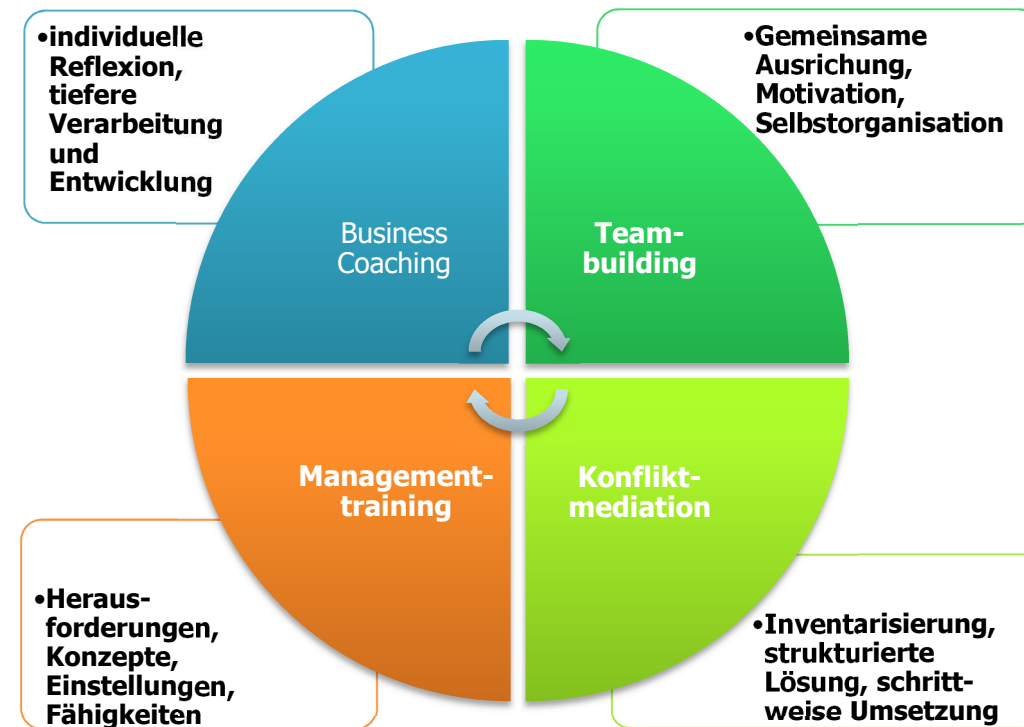 •individuelle
Reflexion,
tiefere
Verarbeitung
und
Entwicklung
•Gemeinsame
Ausrichung,
Motivation,
Selbstorganisation
Business
Coaching
Team-
building
Management-
training
Konflikt-
mediation
•Heraus-
forderungen,
Konzepte,
Einstellungen,
Fähigkeiten
•Inventarisierung,
strukturierte
Lösung, schritt-
weise Umsetzung